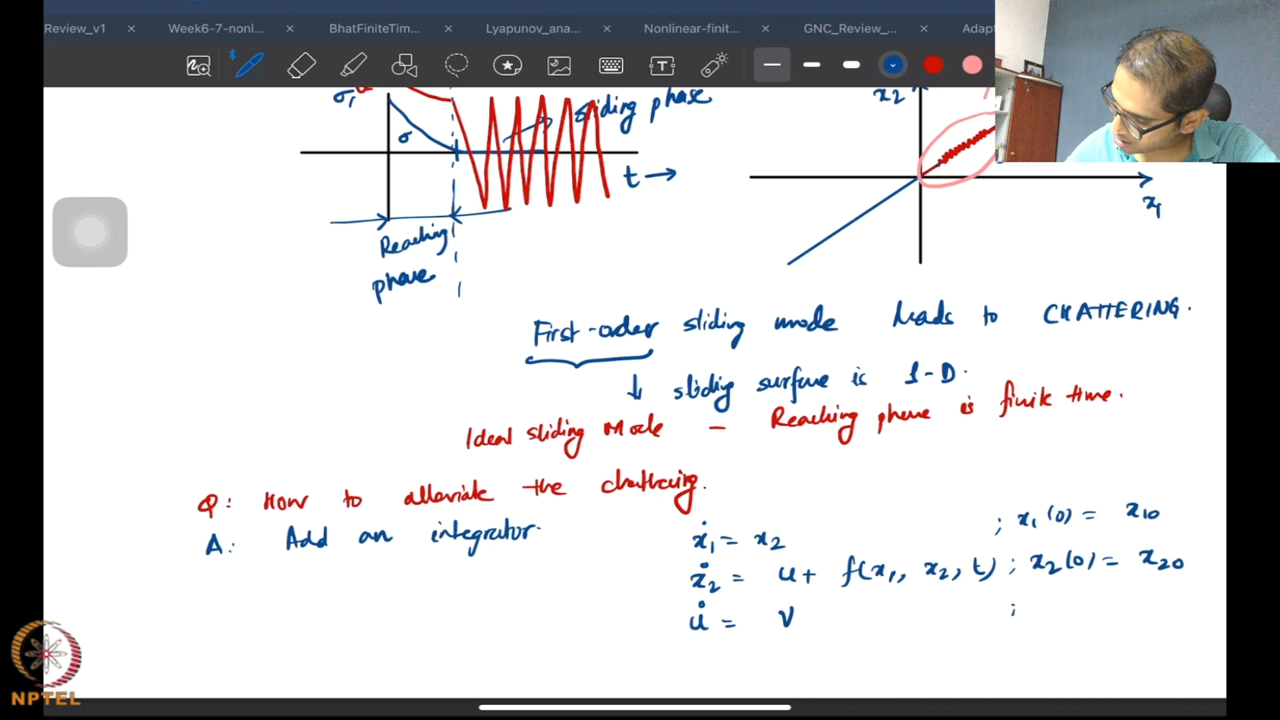 Review_v1 Week6-7-nonl... BhatFiniteTim... Lyapunov_ana... Nonlinear-finit... GNC_Review_... Adap
σ,u
σ
sliding phase
t →
Reaching
phase
x2
x1
First-order sliding mode leads to CHATTERING.
↓ sliding surface is 1-D.
Ideal sliding Mode - Reaching phase is finite time.
Q: How to alleviate the chattering.
A: Add an integrator.
ẋ1 = x2 ; x1(0) = x10
ẋ2 = u + f(x1, x2, t) ; x2(0) = x20
u̇ = v ;
NPTEL